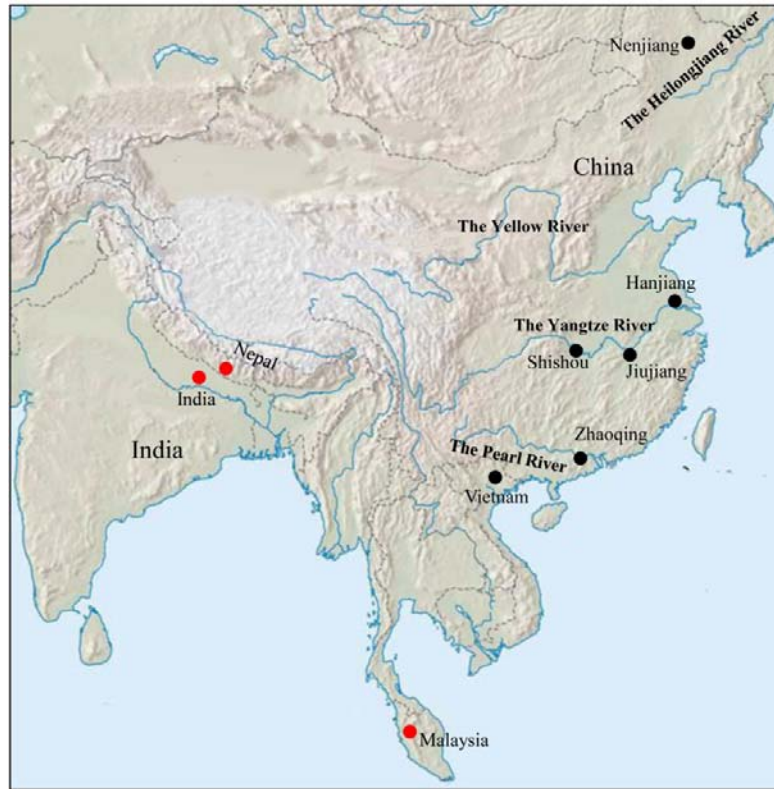 Nenjiang
The Heilongjiang River
China
The Yellow River
Hanjiang
The Yangtze River
Shishou
Jiujiang
Nepal
India
India
Zhaoqing
The Pearl River
Vietnam
Malaysia